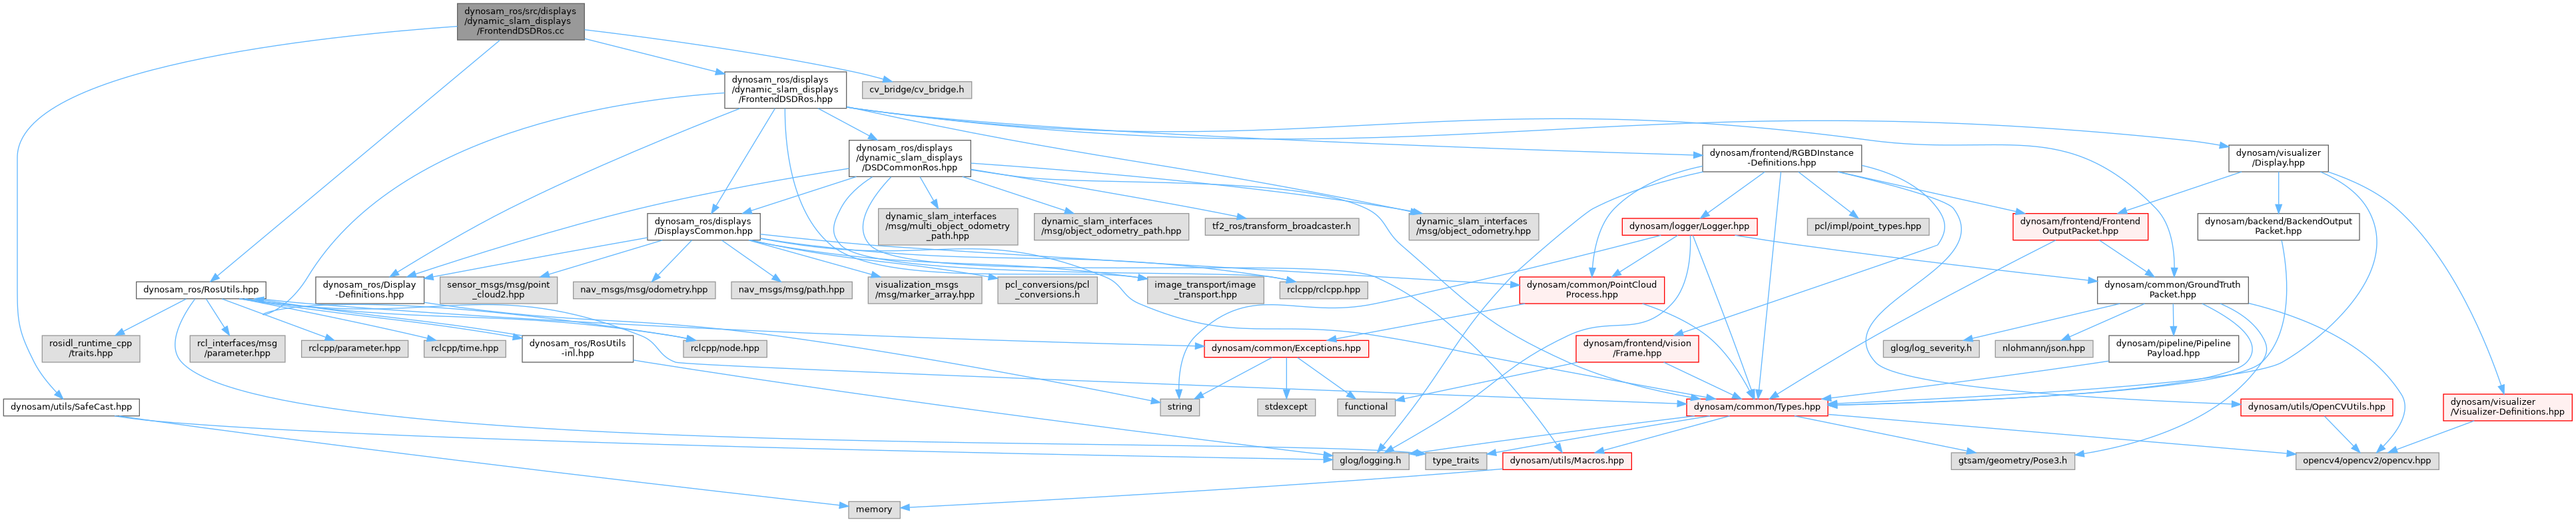 dynosam_ros/src/displays
/dynamic_slam_displays
/FrontendDSDRos.cc
dynosam_ros/displays
/dynamic_slam_displays
/FrontendDSDRos.hpp
cv_bridge/cv_bridge.h
dynosam_ros/displays
/dynamic_slam_displays
/DSDCommonRos.hpp
dynosam/frontend/RGBDInstance
-Definitions.hpp
dynosam/visualizer
/Display.hpp
dynosam_ros/displays
/DisplaysCommon.hpp
dynamic_slam_interfaces
/msg/multi_object_odometry
_path.hpp
dynamic_slam_interfaces
/msg/object_odometry_path.hpp
tf2_ros/transform_broadcaster.h
dynamic_slam_interfaces
/msg/object_odometry.hpp
dynosam/logger/Logger.hpp
pcl/impl/point_types.hpp
dynosam/frontend/Frontend
OutputPacket.hpp
dynosam/backend/BackendOutput
Packet.hpp
dynosam_ros/RosUtils.hpp
dynosam_ros/Display
-Definitions.hpp
sensor_msgs/msg/point
_cloud2.hpp
nav_msgs/msg/odometry.hpp
nav_msgs/msg/path.hpp
visualization_msgs
/msg/marker_array.hpp
pcl_conversions/pcl
_conversions.h
image_transport/image
_transport.hpp
rclcpp/rclcpp.hpp
dynosam/common/PointCloud
Process.hpp
dynosam/common/GroundTruth
Packet.hpp
rosidl_runtime_cpp
/traits.hpp
rcl_interfaces/msg
/parameter.hpp
rclcpp/parameter.hpp
rclcpp/time.hpp
dynosam_ros/RosUtils
-inl.hpp
rclcpp/node.hpp
dynosam/common/Exceptions.hpp
dynosam/frontend/vision
/Frame.hpp
glog/log_severity.h
nlohmann/json.hpp
dynosam/pipeline/Pipeline
Payload.hpp
dynosam/utils/SafeCast.hpp
string
stdexcept
functional
dynosam/common/Types.hpp
dynosam/utils/OpenCVUtils.hpp
dynosam/visualizer
/Visualizer-Definitions.hpp
glog/logging.h
type_traits
dynosam/utils/Macros.hpp
gtsam/geometry/Pose3.h
opencv4/opencv2/opencv.hpp
memory